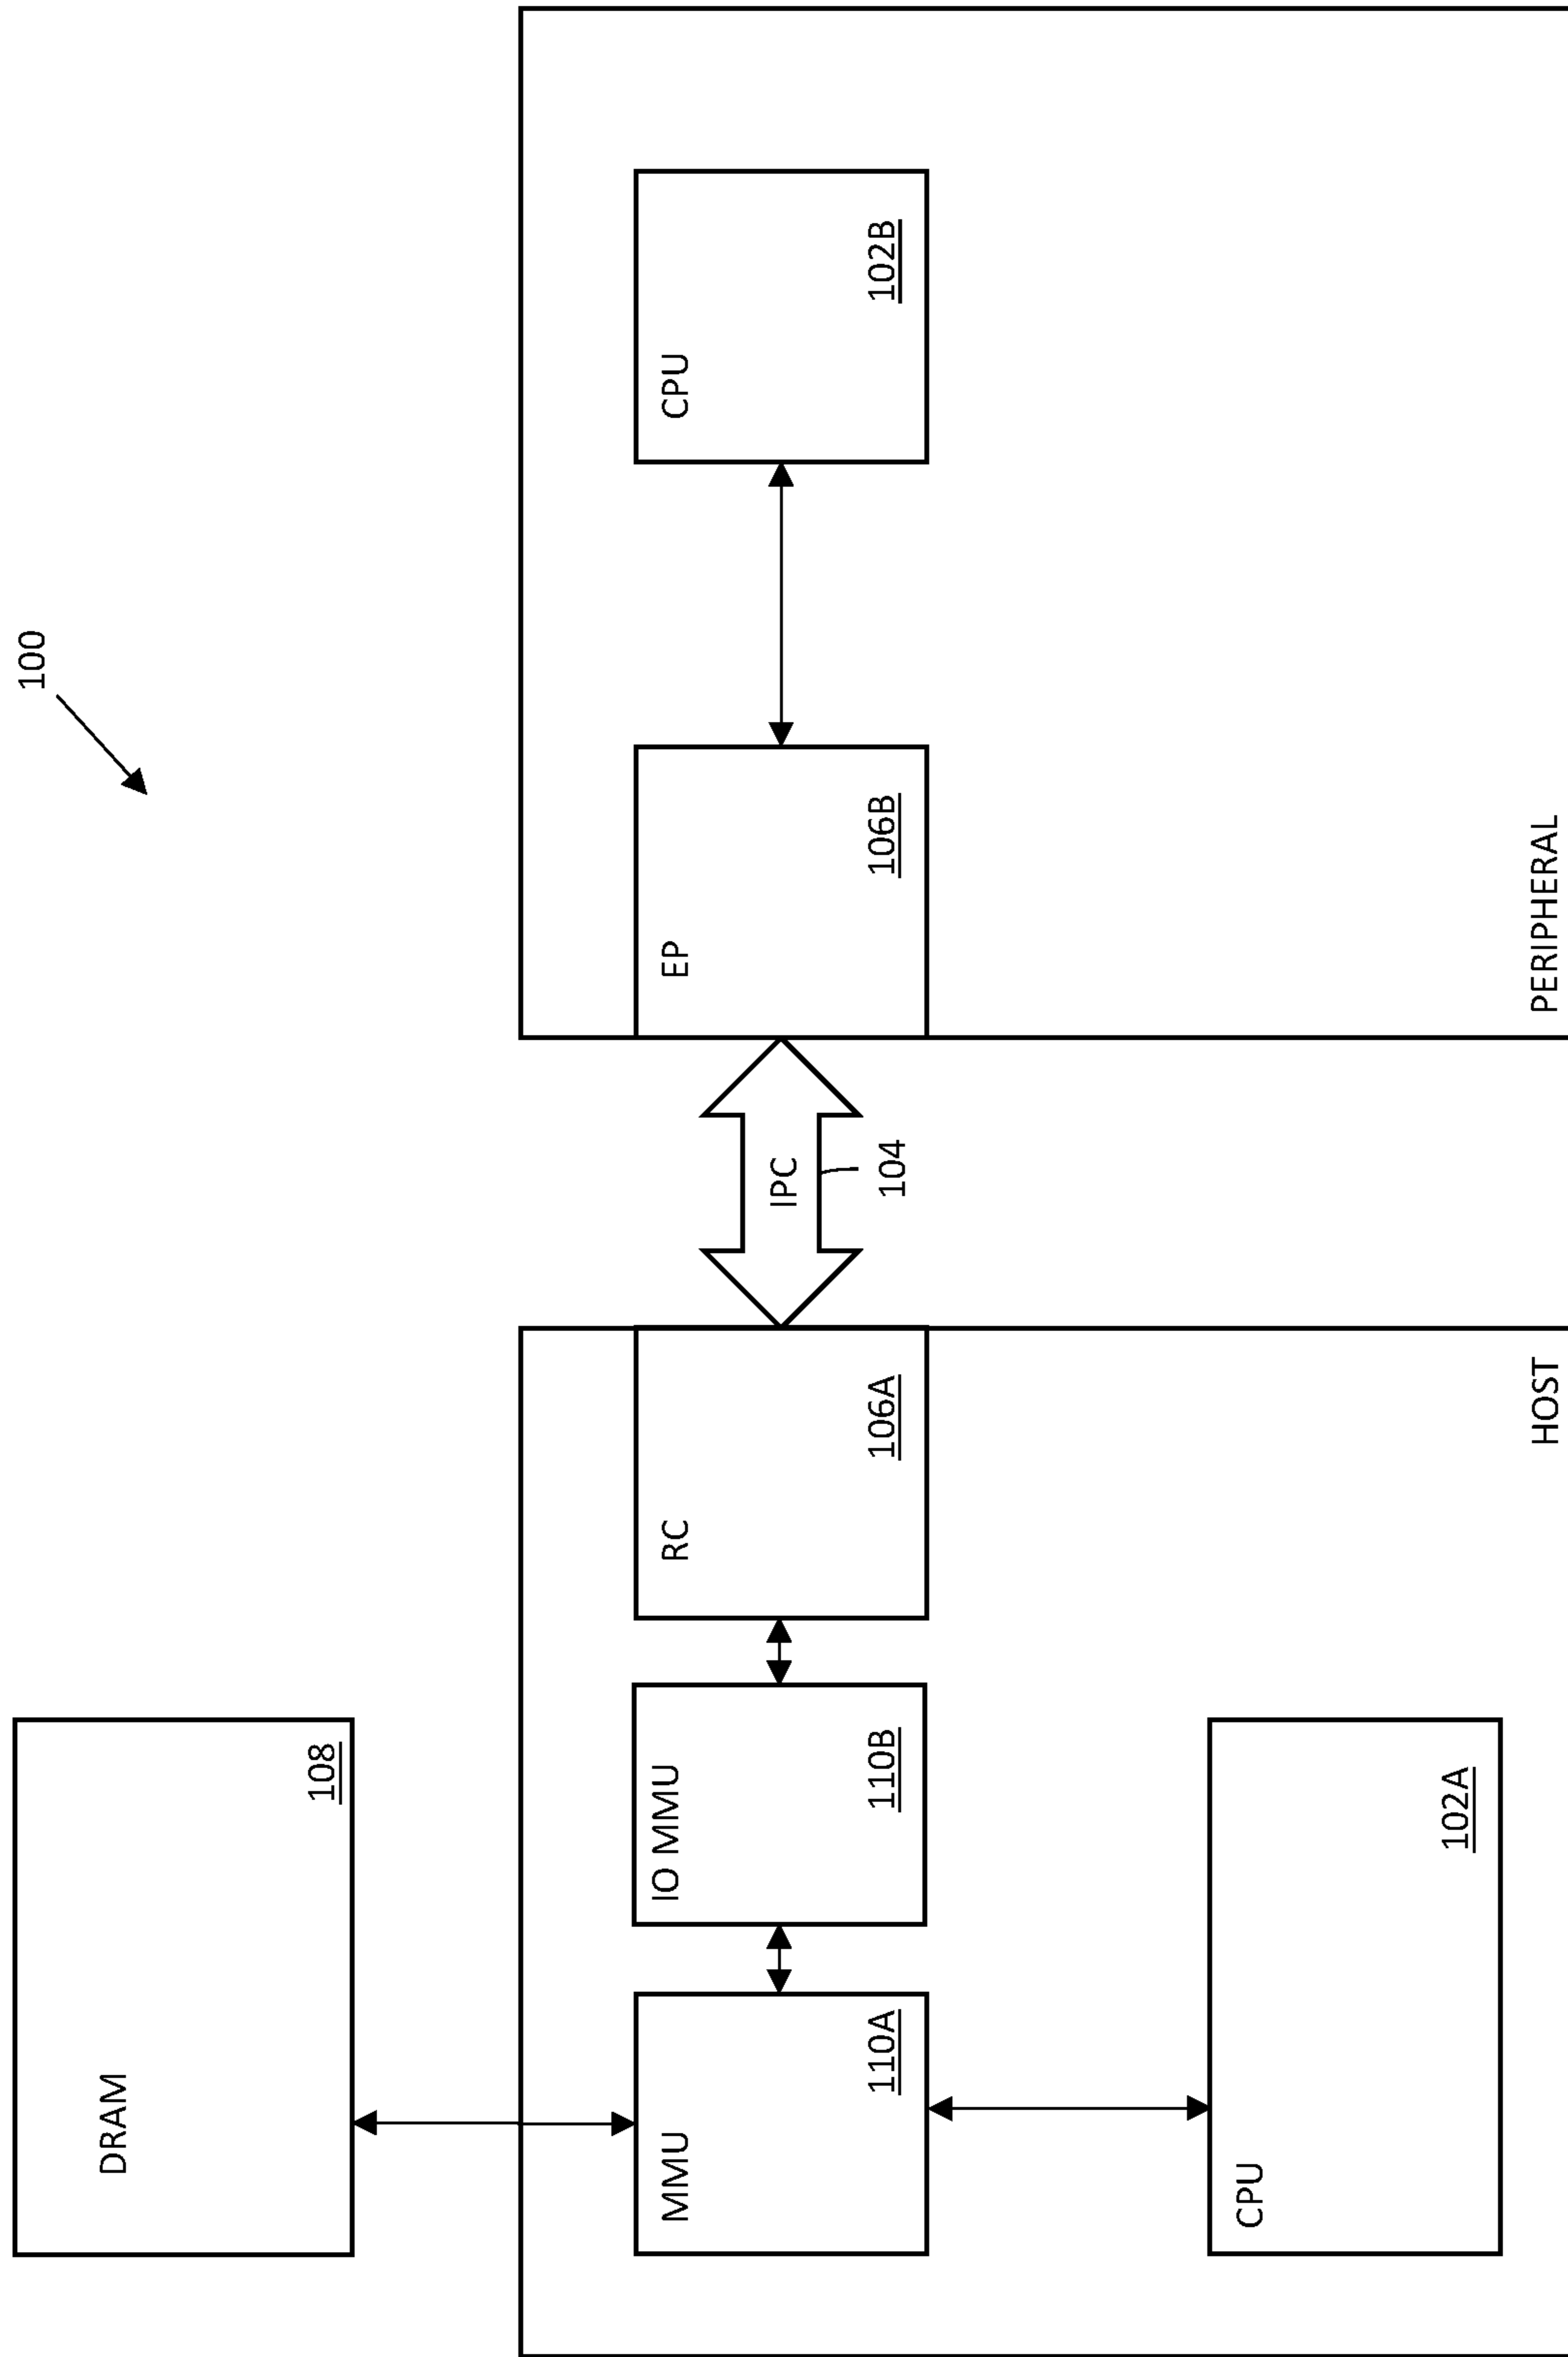 100
DRAM
108
MMU
110A
IO MMU
110B
RC
106A
IPC
104
EP
106B
CPU
102B
CPU
102A
HOST
PERIPHERAL